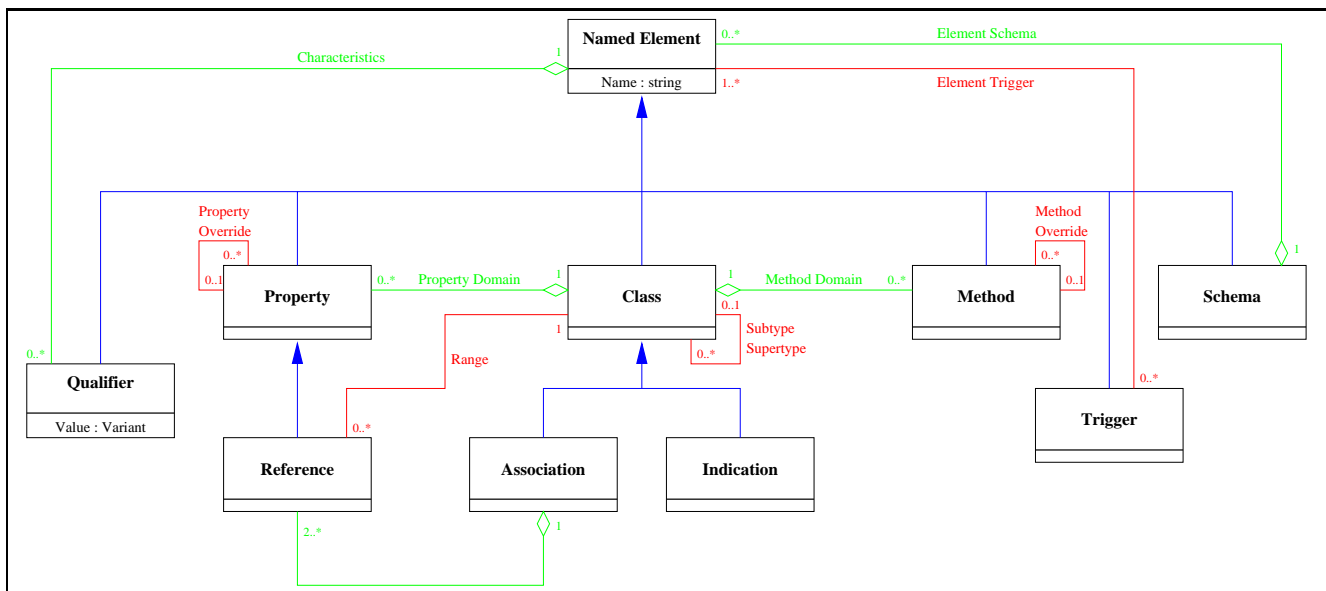 Named Element
Name : string
0..*
Element Schema
1
Characteristics
1..*
Element Trigger
Property
Override
0..*
0..1
Method
Override
0..*
0..1
1
Property
0..*
Property Domain
1
Class
1
Method Domain
0..*
Method
Schema
0..1
1
Subtype
Supertype
0..*
Range
0..*
Qualifier
Value : Variant
0..*
Trigger
0..*
Reference
Association
Indication
2..*
1